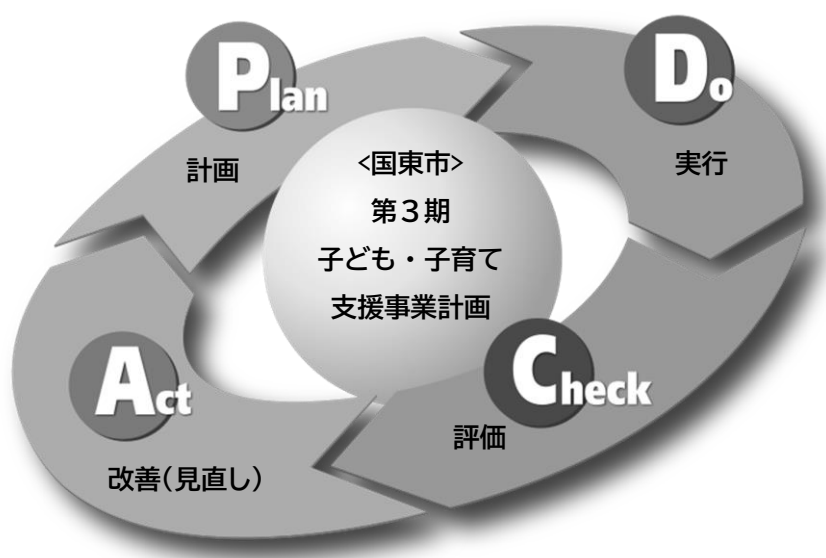 Plan
計画
Do
実行
<国東市>
第３期
子ども・子育て
支援事業計画
Check
評価
Act
改善(見直し)